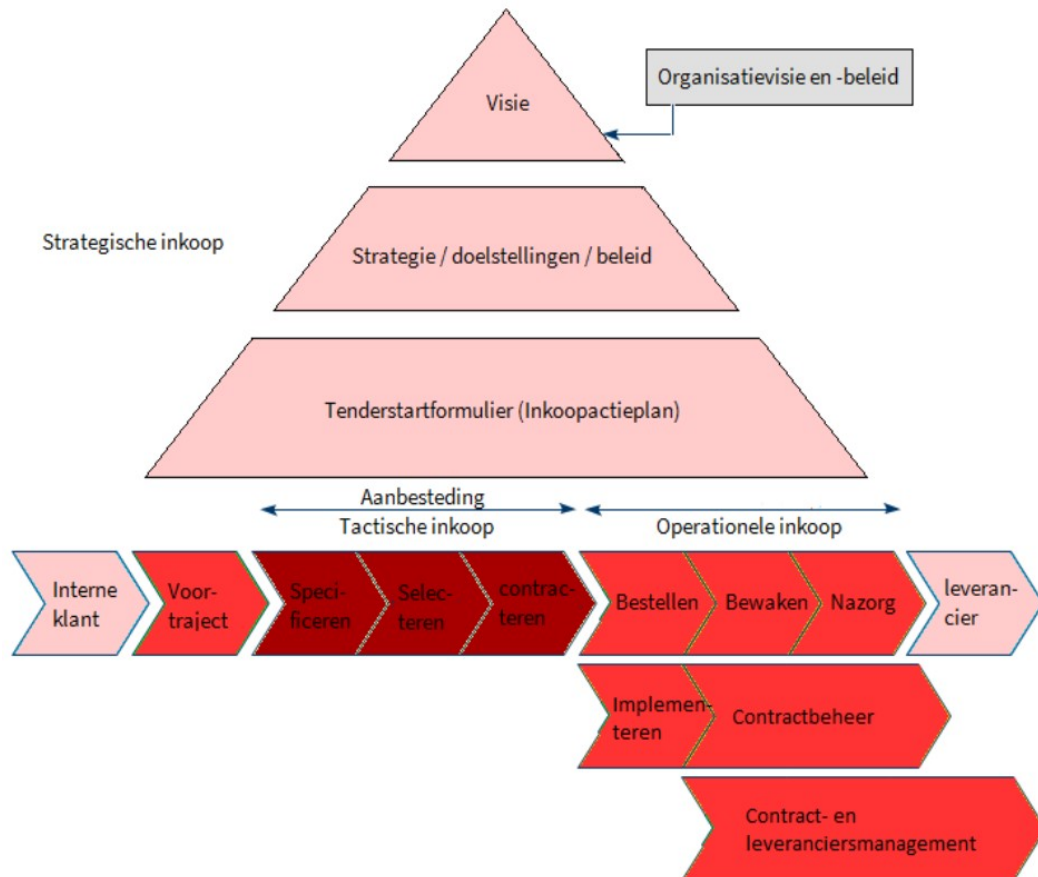 Organisatievisie en -beleid
Visie
Strategische inkoop
Strategie / doelstellingen / beleid
Tenderstartformulier (Inkoopactieplan)
Aanbesteding
Tactische inkoop
Operationele inkoop
Interne
klant
Voor-
traject
Speci-
ficeren
Selec-
teren
contrac-
teren
Bestellen
Bewaken
Nazorg
leveran-
cier
Implemen-
teren
Contractbeheer
Contract- en
leveranciersmanagement